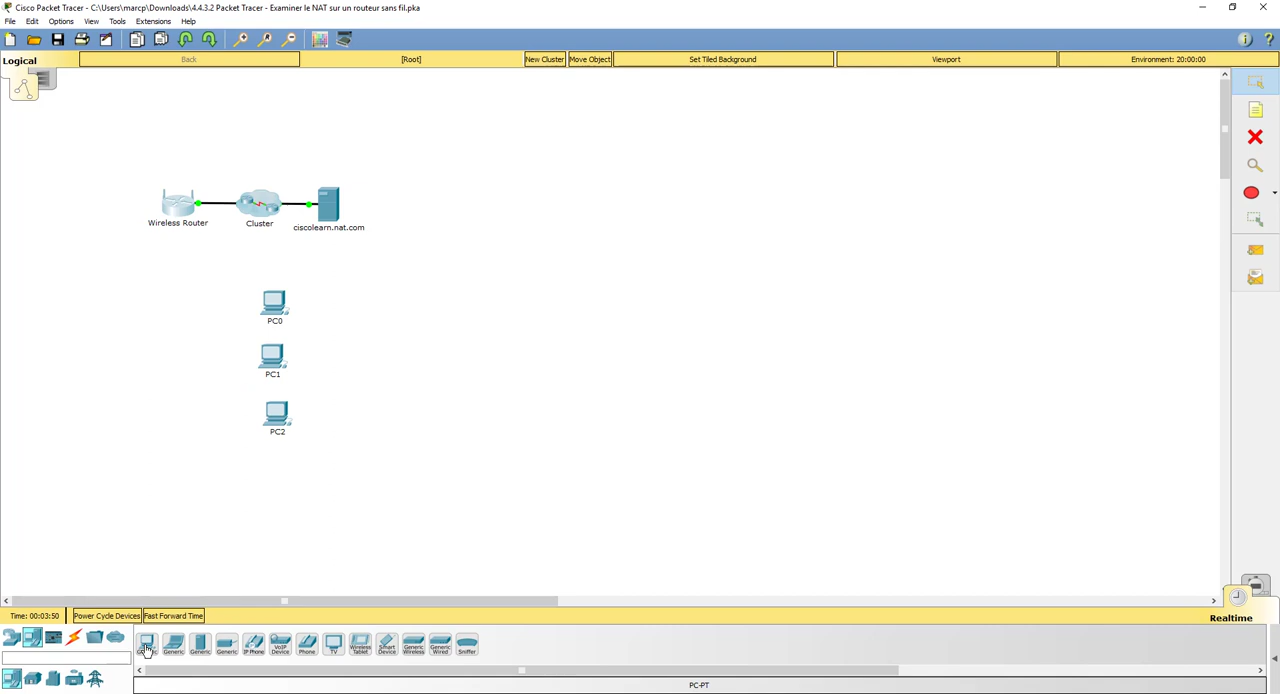 Cisco Packet Tracer - C:\Users\marcp\Downloads\4.4.3.2 Packet Tracer - Examiner le NAT sur un routeur sans fil.pka
File Edit Options View Tools Extensions Help
Logical Back [Root] New Cluster Move Object Set Tiled Background Viewport Environment: 20:00:00
Wireless Router Cluster ciscolearn.nat.com
PC0
PC1
PC2
Time: 00:03:50 Power Cycle Devices Fast Forward Time
Realtime
Generic Generic Generic IP Phone VoIP Device Phone TV Wireless Tablet Smart Device Generic Wireless Generic Wired Sniffer
PC-PT